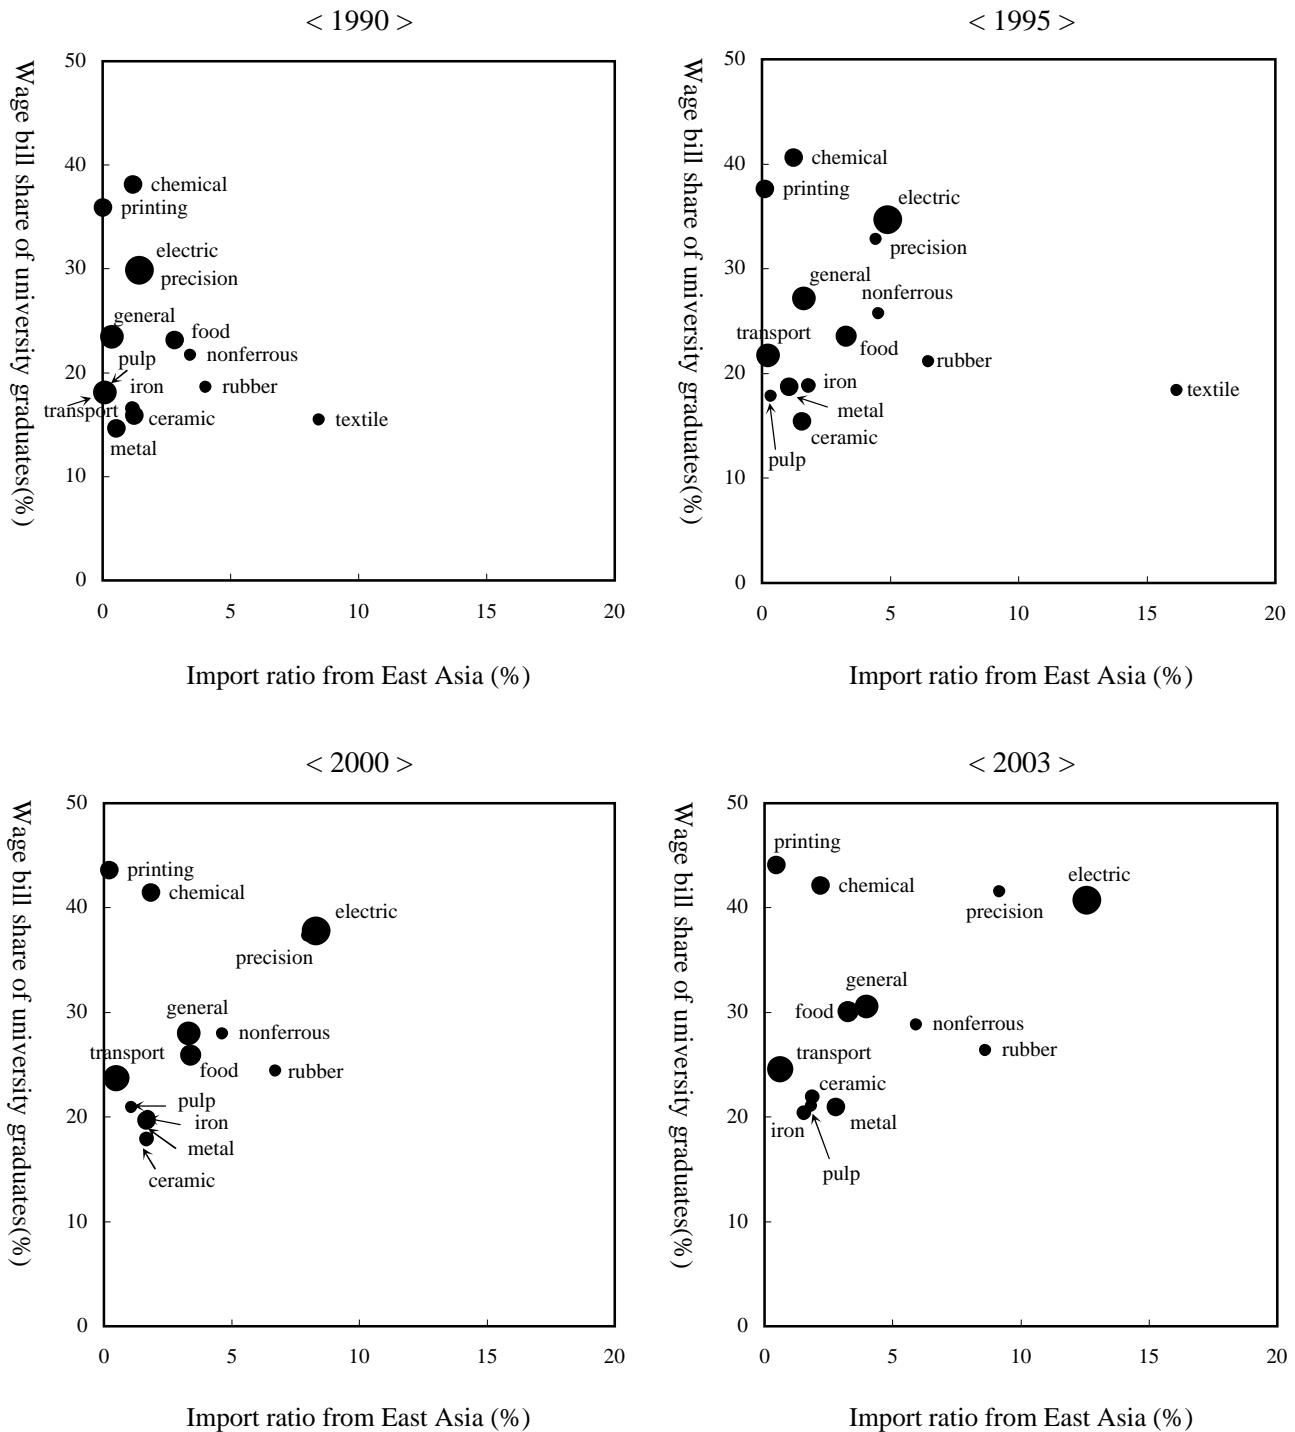 < 1990 >
Wage bill share of university graduates(%)
50
40
30
20
10
0
chemical
printing
electric
precision
general
food
pulp
nonferrous
iron
rubber
transport
ceramic
textile
metal
0 5 10 15 20
Import ratio from East Asia (%)
< 1995 >
Wage bill share of university graduates(%)
50
40
30
20
10
0
chemical
printing
electric
precision
general
nonferrous
transport
food
rubber
iron
textile
metal
ceramic
pulp
0 5 10 15 20
Import ratio from East Asia (%)
< 2000 >
Wage bill share of university graduates(%)
50
40
30
20
10
0
printing
chemical
electric
precision
general
nonferrous
transport
food
rubber
pulp
iron
metal
ceramic
0 5 10 15 20
Import ratio from East Asia (%)
< 2003 >
Wage bill share of university graduates(%)
50
40
30
20
10
0
printing
electric
chemical
precision
general
food
nonferrous
rubber
transport
ceramic
metal
iron
pulp
0 5 10 15 20
Import ratio from East Asia (%)